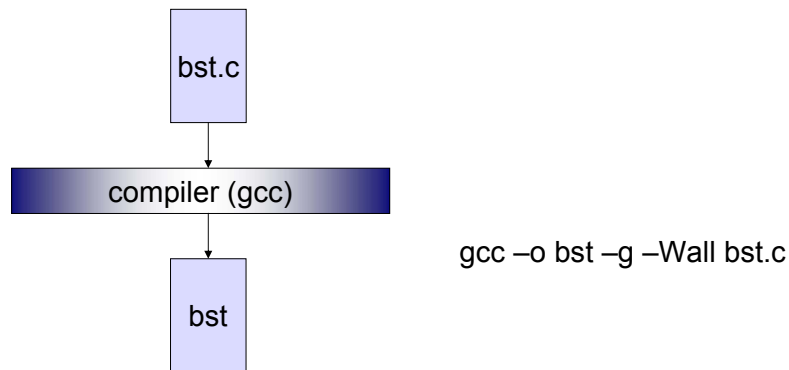 bst.c
compiler (gcc)
gcc –o bst –g –Wall bst.c
bst